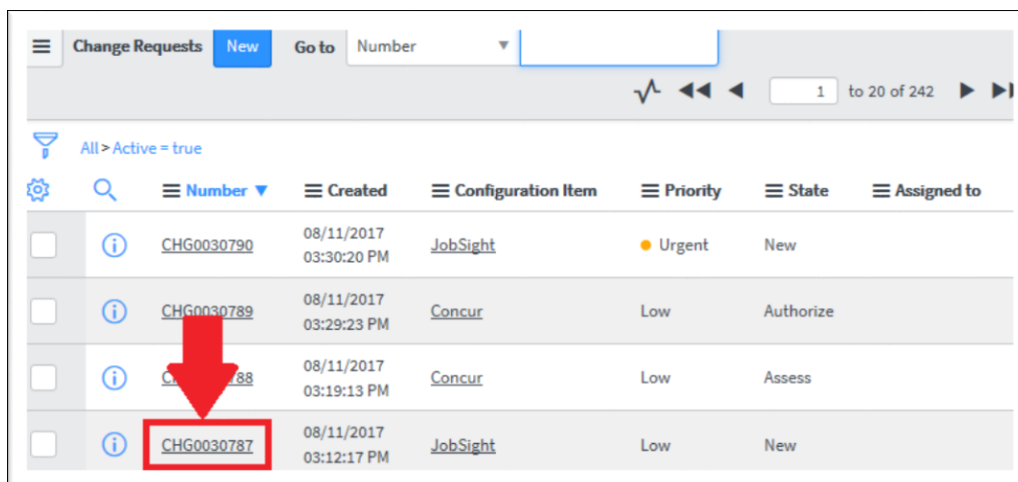 Change Requests New Go to Number
1 to 20 of 242
All > Active = true
Number Created Configuration Item Priority State Assigned to
08/11/2017
CHG0030790 JobSight Urgent New
03:30:20 PM
08/11/2017
CHG0030789 Concur Low Authorize
03:29:23 PM
08/11/2017
88 Concur Low Assess
03:19:13 PM
08/11/2017
CHG0030787 JobSight Low New
03:12:17 PM